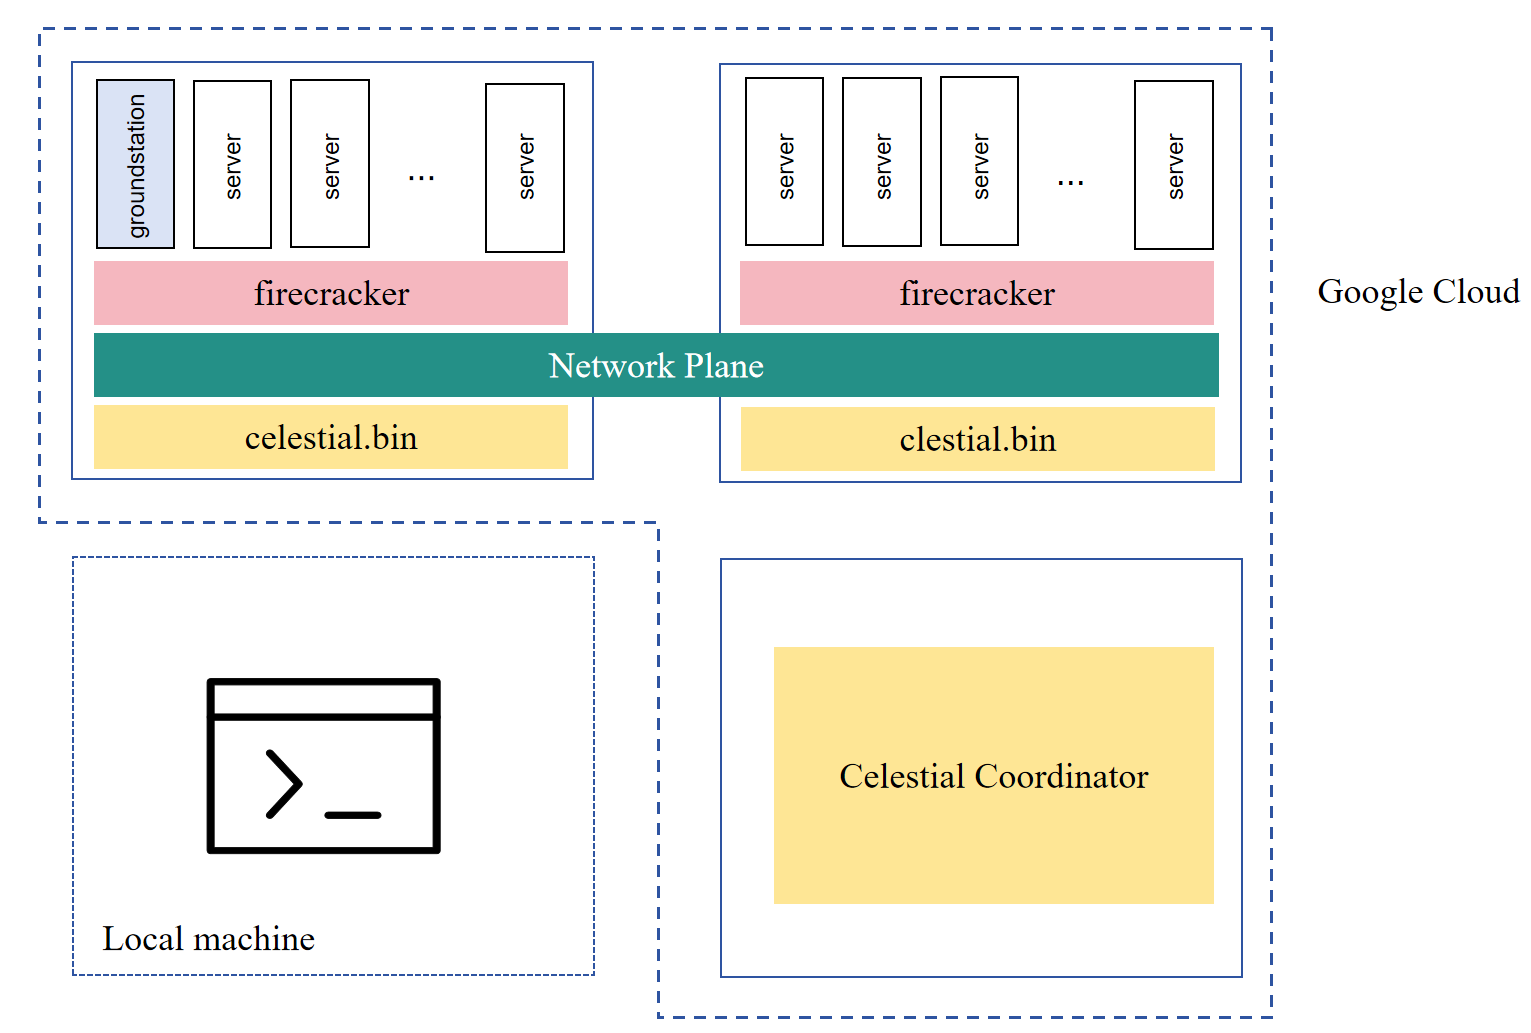 groundstation
server
server
...
server
server
server
server
...
server
firecracker
firecracker
Google Cloud
Network Plane
celestial.bin
clestial.bin
Celestial Coordinator
Local machine